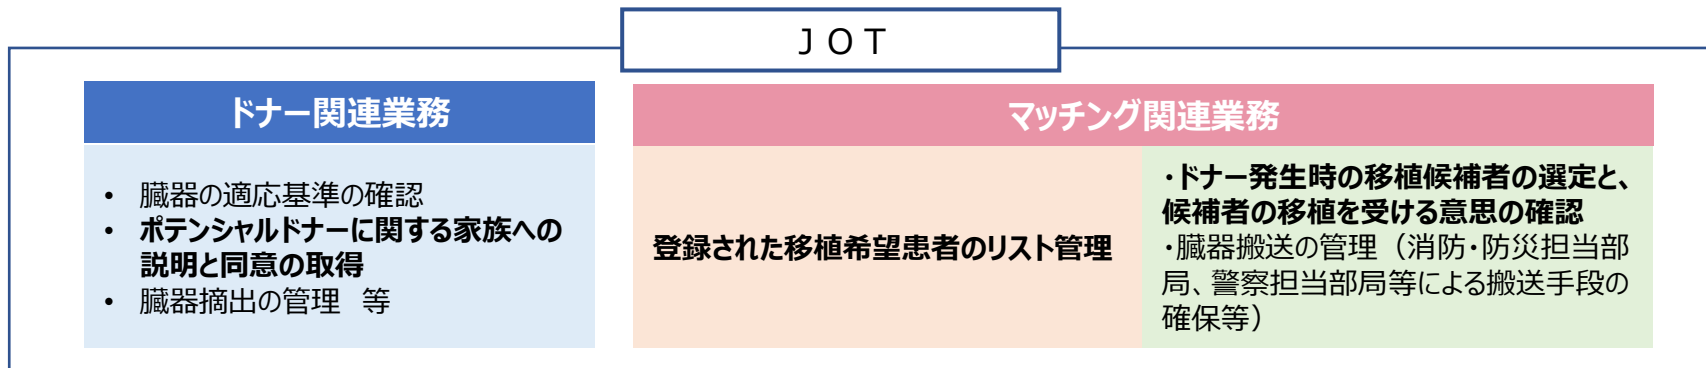 ＪＯＴ
ドナー関連業務
• 臓器の適応基準の確認
• ポテンシャルドナーに関する家族への
説明と同意の取得
• 臓器摘出の管理　等
マッチング関連業務
登録された移植希望患者のリスト管理
・ドナー発生時の移植候補者の選定と、
候補者の移植を受ける意思の確認
・臓器搬送の管理（消防・防災担当部
局、警察担当部局等による搬送手段の
確保等）